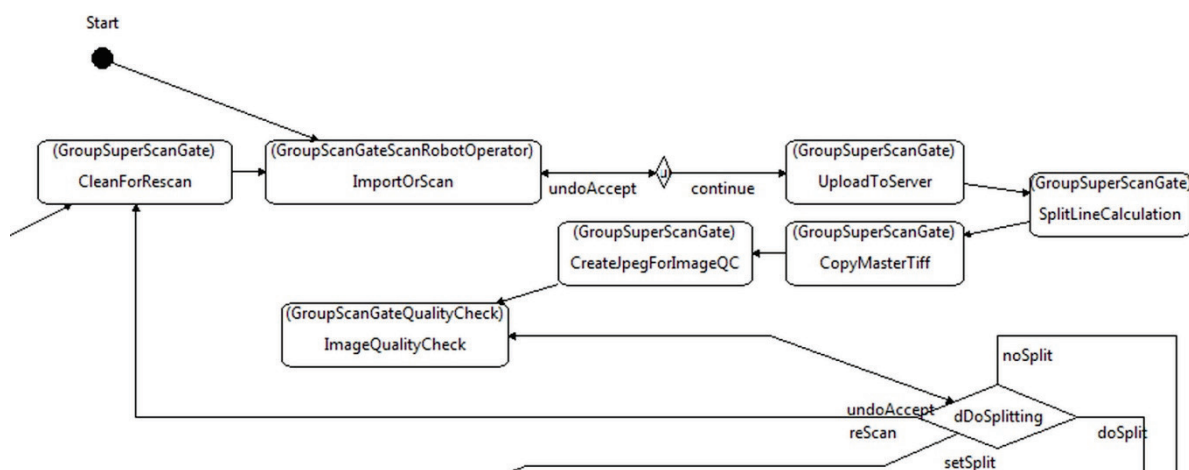 Start
(GroupSuperScanGate)
CleanForRescan
(GroupScanGateScanRobotOperator)
ImportOrScan
undoAccept
J
continue
(GroupSuperScanGate)
UploadToServer
(GroupSuperScanGate)
SplitLineCalculation
(GroupSuperScanGate)
CreateJpegForImageQC
(GroupSuperScanGate)
CopyMasterTiff
(GroupScanGateQualityCheck)
ImageQualityCheck
noSplit
undoAccept
reScan
dDoSplitting
doSplit
setSplit